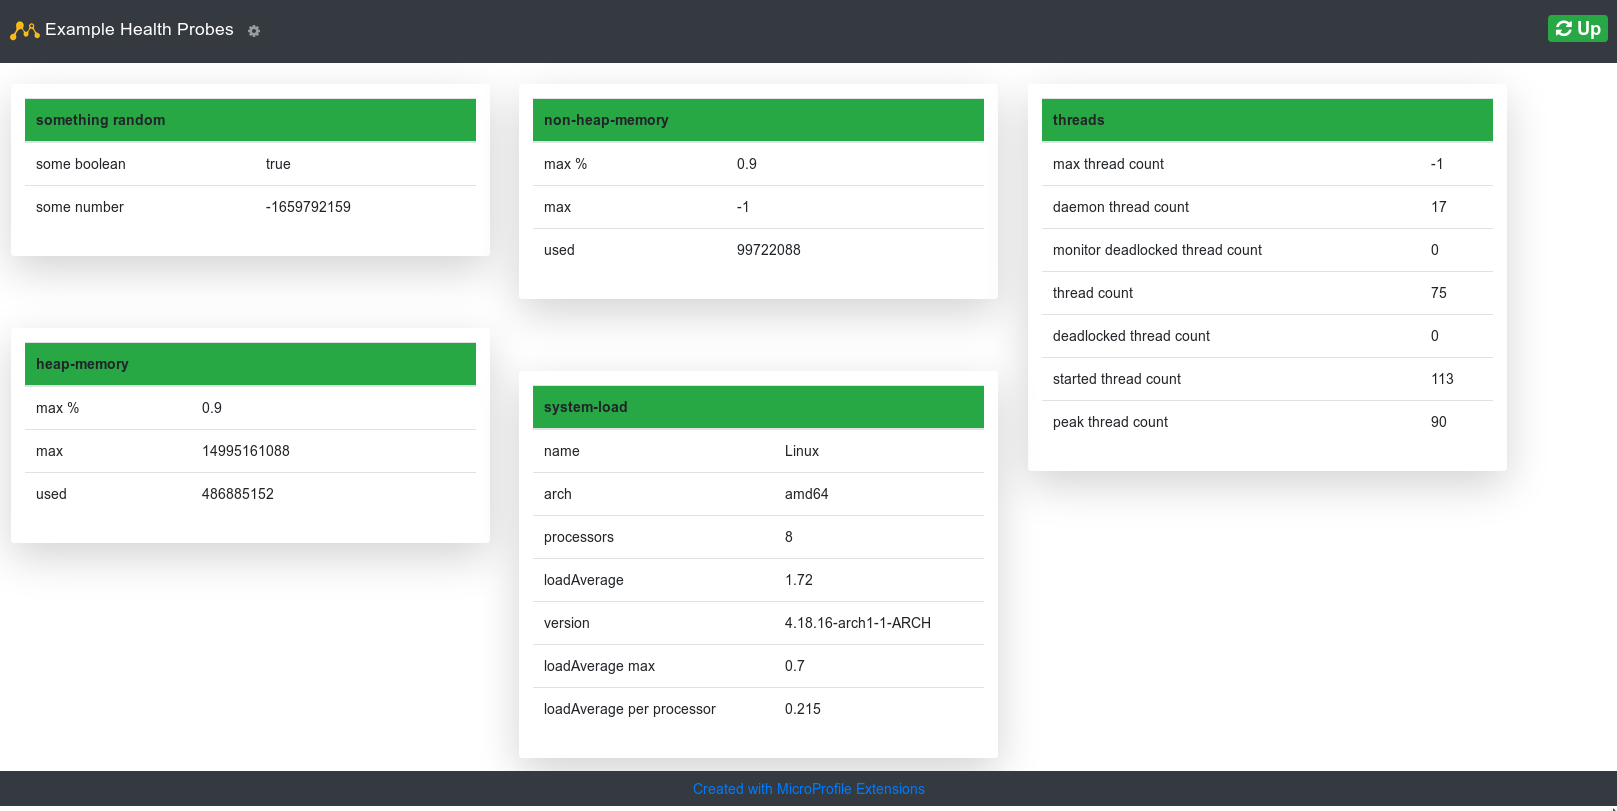 Example Health Probes
Up
something random
some boolean true
some number -1659792159
heap-memory
max % 0.9
max 14995161088
used 486885152
non-heap-memory
max % 0.9
max -1
used 99722088
system-load
name Linux
arch amd64
processors 8
loadAverage 1.72
version 4.18.16-arch1-1-ARCH
loadAverage max 0.7
loadAverage per processor 0.215
threads
max thread count -1
daemon thread count 17
monitor deadlocked thread count 0
thread count 75
deadlocked thread count 0
started thread count 113
peak thread count 90
Created with MicroProfile Extensions